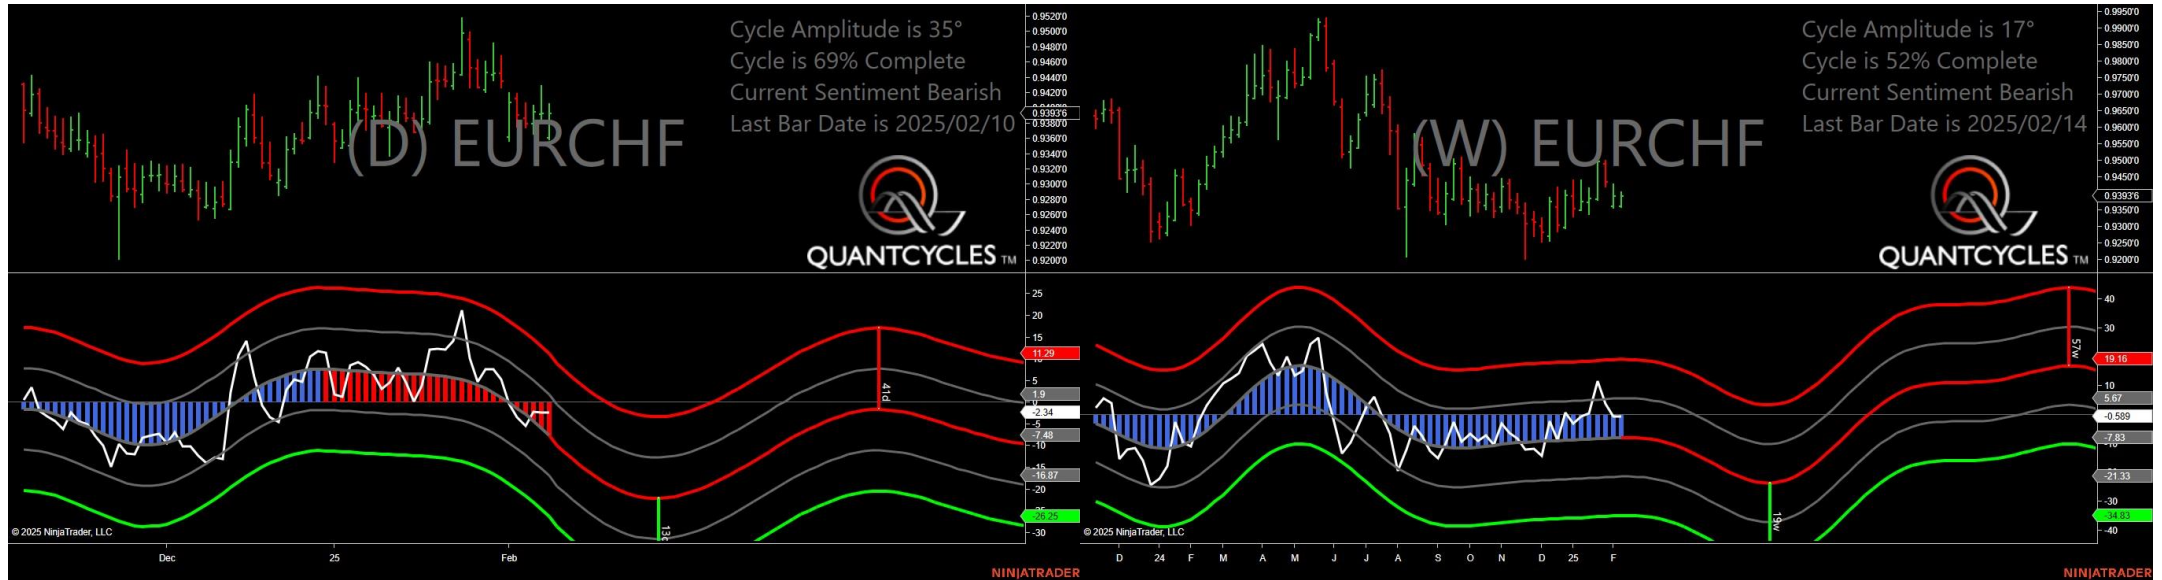 Cycle Amplitude is 35°
Cycle is 69% Complete
Current Sentiment Bearish
Last Bar Date is 2025/02/10
(D) EURCHF
QUANTCYCLES TM
0.9520'0
0.9500'0
0.9480'0
0.9460'0
0.9440'0
0.9420'0
0.9393'6
0.9380'0
0.9360'0
0.9340'0
0.9320'0
0.9300'0
0.9280'0
0.9260'0
0.9240'0
0.9220'0
0.9200'0
25
20
15
11.29
5
1.9
0
-2.34
-5
-7.48
-10
-15
-16.87
-20
-26.25
-30
41d
© 2025 NinjaTrader, LLC
Dec
25
Feb
NINJATRADER
Cycle Amplitude is 17°
Cycle is 52% Complete
Current Sentiment Bearish
Last Bar Date is 2025/02/14
(W) EURCHF
QUANTCYCLES TM
0.9950'0
0.9900'0
0.9850'0
0.9800'0
0.9750'0
0.9700'0
0.9650'0
0.9600'0
0.9550'0
0.9500'0
0.9450'0
0.9393'6
0.9350'0
0.9300'0
0.9250'0
0.9200'0
40
30
19.16
10
5.67
-0.589
-7.83
-21.33
-30
-34.83
-40
57w
19w
© 2025 NinjaTrader, LLC
D 24 F M A M J J A S O N D 25 F
NINJATRADER